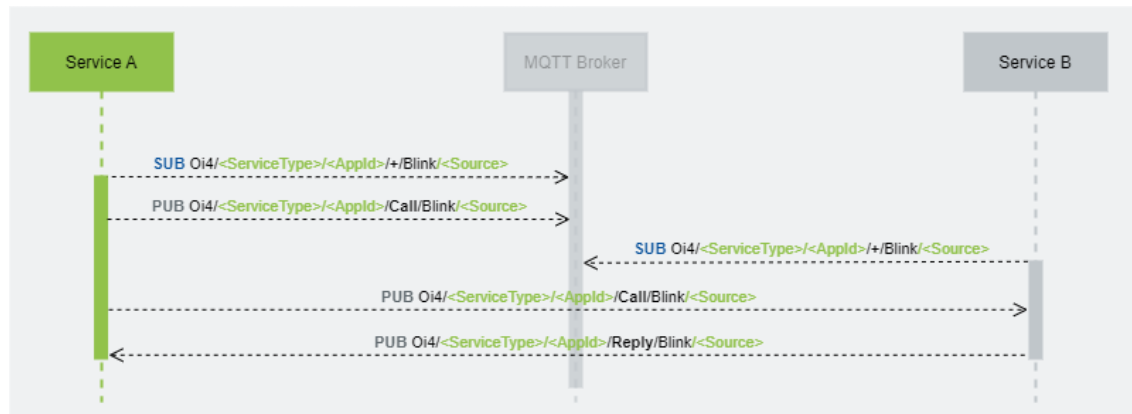 Service A
MQTT Broker
Service B
SUB Oi4/<ServiceType>/<AppId>/+/Blink/<Source>
PUB Oi4/<ServiceType>/<AppId>/Call/Blink/<Source>
SUB Oi4/<ServiceType>/<AppId>/+/Blink/<Source>
PUB Oi4/<ServiceType>/<AppId>/Call/Blink/<Source>
PUB Oi4/<ServiceType>/<AppId>/Reply/Blink/<Source>